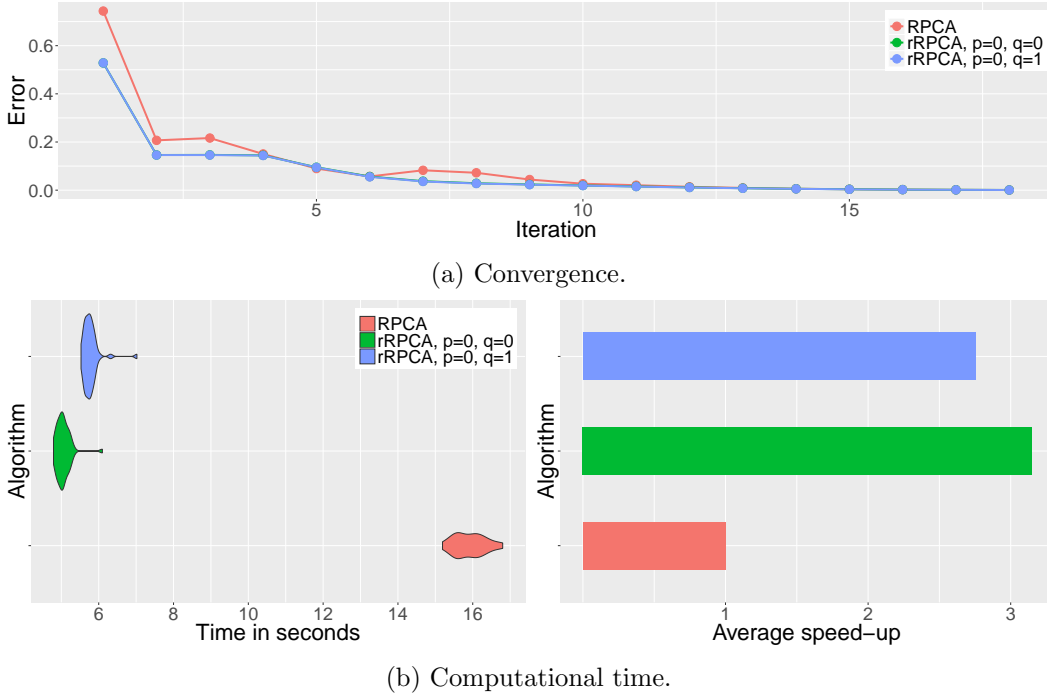 RPCA
rRPCA, p=0, q=0
rRPCA, p=0, q=1
0.6
0.4
0.2
0.0
Error
5
10
15
Iteration
(a) Convergence.
RPCA
rRPCA, p=0, q=0
rRPCA, p=0, q=1
Algorithm
6
8
10
12
14
16
Time in seconds
Algorithm
1
2
3
Average speed−up
(b) Computational time.